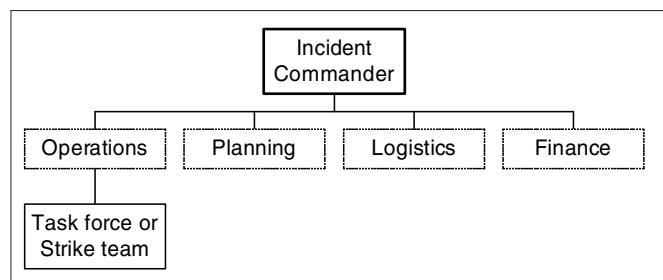 Incident
Commander
Operations
Planning
Logistics
Finance
Task force or
Strike team